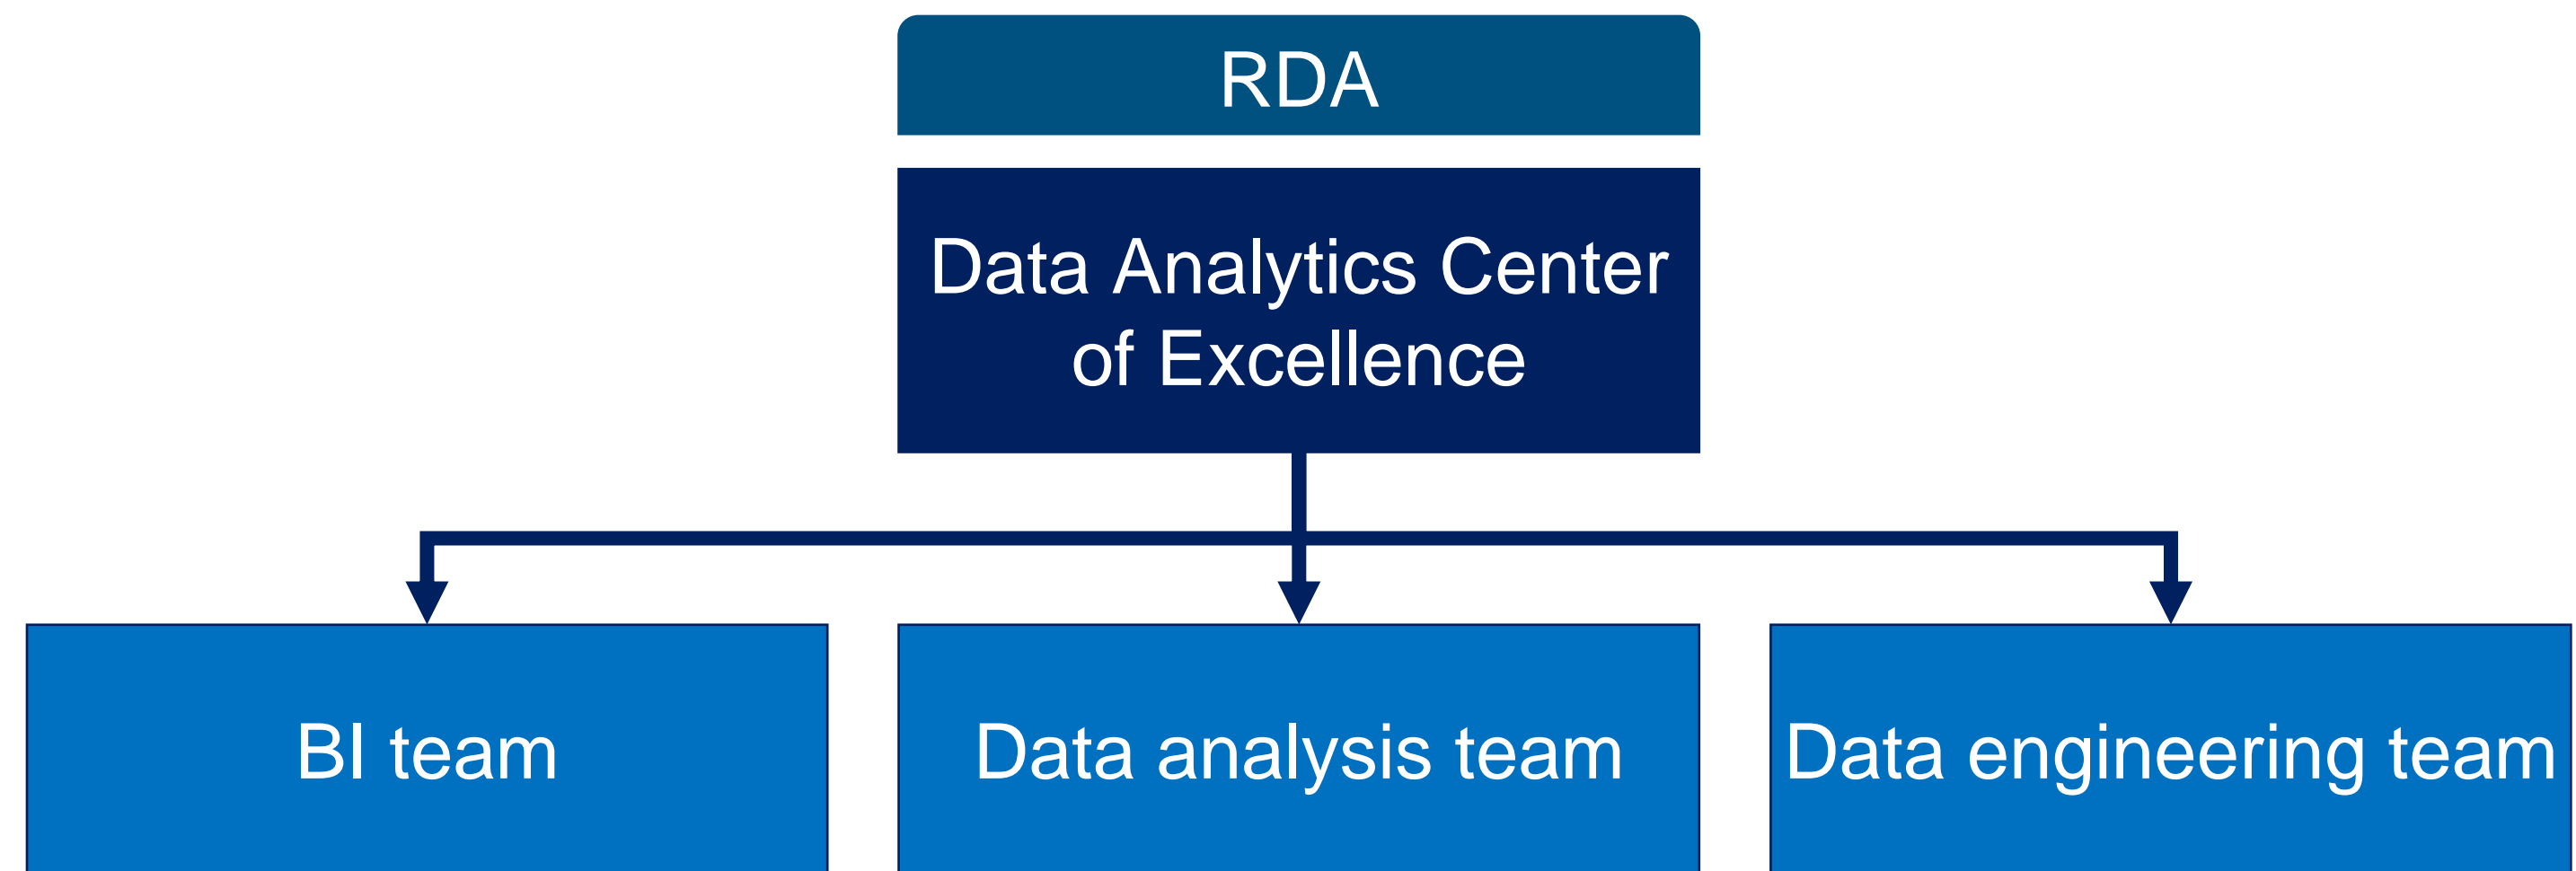 RDA
Data Analytics Center
of Excellence
BI team
Data analysis team
Data engineering team